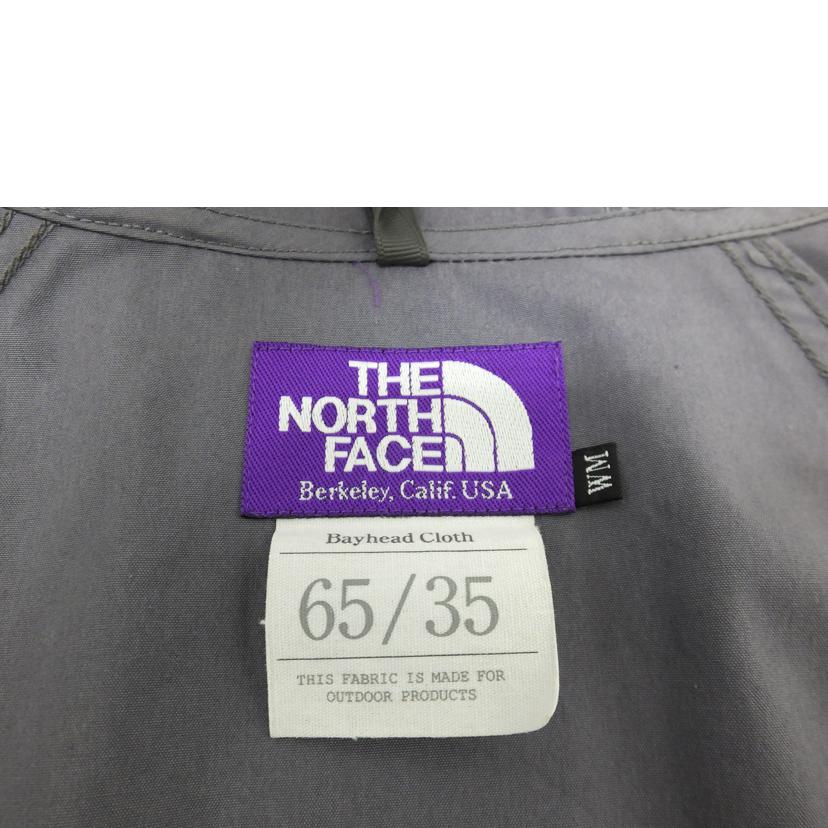 THE
NORTH
FACE
Berkeley, Calif. USA
WM
Bayhead Cloth
65/35
THIS FABRIC IS MADE FOR
OUTDOOR PRODUCTS